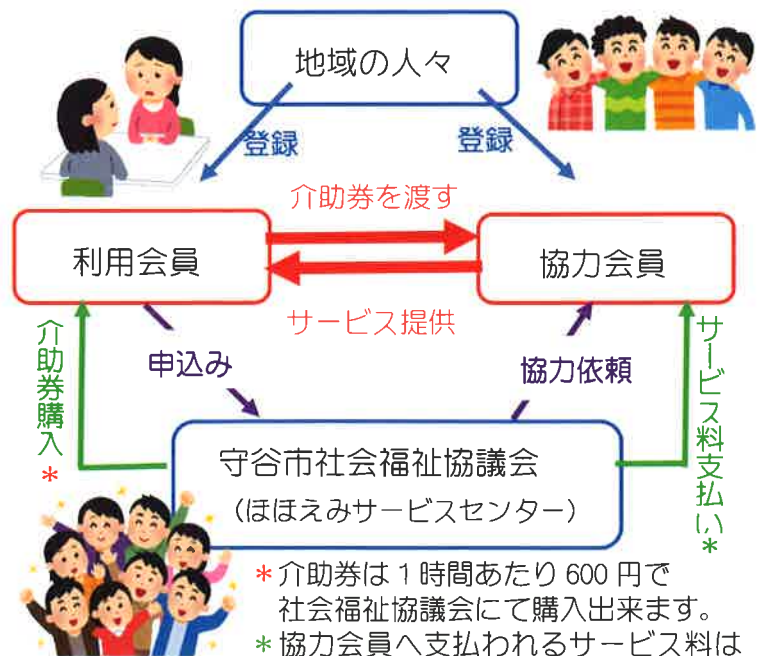 地域の人々
登録
登録
介助券を渡す
利用会員
協力会員
サービス提供
介助券購入*
申込み
協力依頼
サービス料支払い*
守谷市社会福祉協議会
(ほほえみサービスセンター)
*介助券は1時間あたり600円で
社会福祉協議会にて購入出来ます。
*協力会員へ支払われるサービス料は